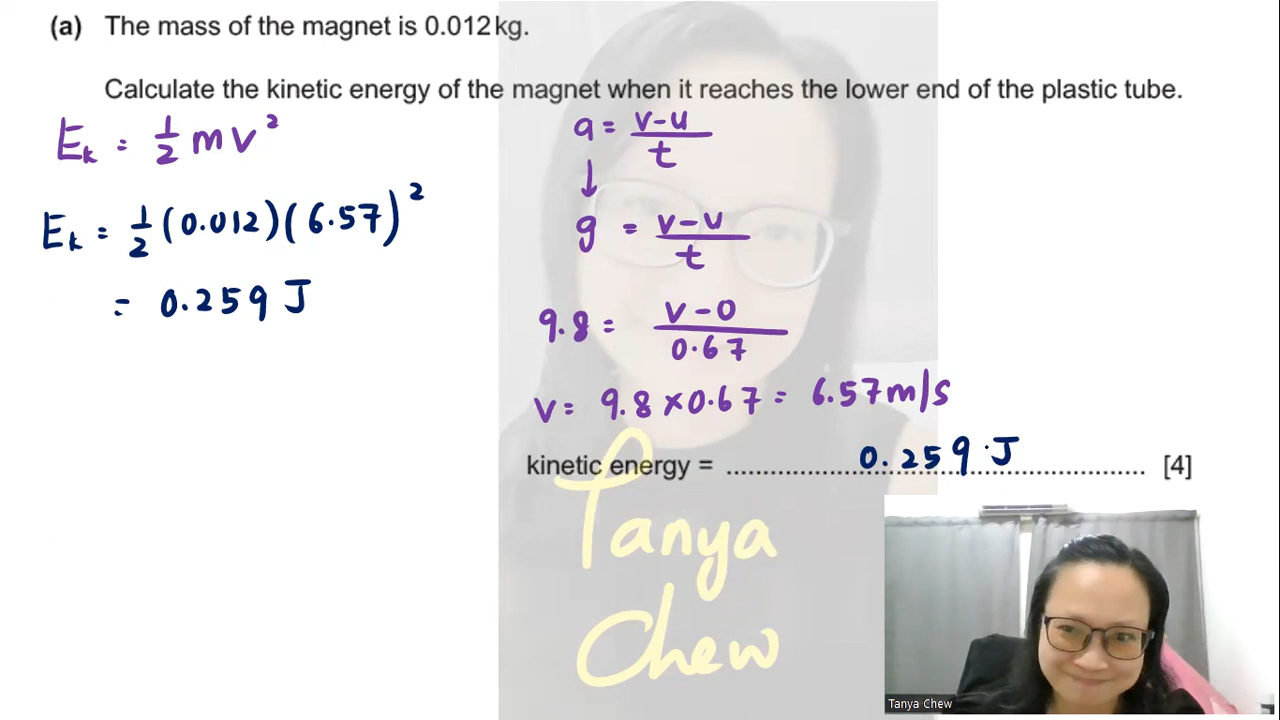 (a) The mass of the magnet is 0.012 kg.
Calculate the kinetic energy of the magnet when it reaches the lower end of the plastic tube.
Eₖ = ½ m v²
Eₖ = ½ (0.012)(6.57)²
= 0.259 J
a = (v-u)/t
↓
g = (v-u)/t
9.8 = (v-0)/0.67
v = 9.8 × 0.67 = 6.57 m/s
kinetic energy = 0.259 J [4]
Tanya
Chew
Tanya Chew